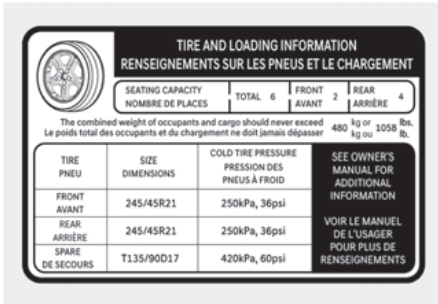 TIRE AND LOADING INFORMATION
RENSEIGNEMENTS SUR LES PNEUS ET LE CHARGEMENT
SEATING CAPACITY
NOMBRE DE PLACES
TOTAL 6
FRONT
AVANT 2
REAR
ARRIÈRE 4
The combined weight of occupants and cargo should never exceed 480 kg or 1058 lbs.
Le poids total des occupants et du chargement ne doit jamais dépasser kg ou lb.
TIRE
PNEU
SIZE
DIMENSIONS
COLD TIRE PRESSURE
PRESSION DES
PNEUS À FROID
FRONT
AVANT
245/45R21
250kPa, 36psi
REAR
ARRIÈRE
245/45R21
250kPa, 36psi
SPARE
DE SECOURS
T135/90D17
420kPa, 60psi
SEE OWNER'S
MANUAL FOR
ADDITIONAL
INFORMATION
VOIR LE MANUEL
DE L'USAGER
POUR PLUS DE
RENSEIGNEMENTS